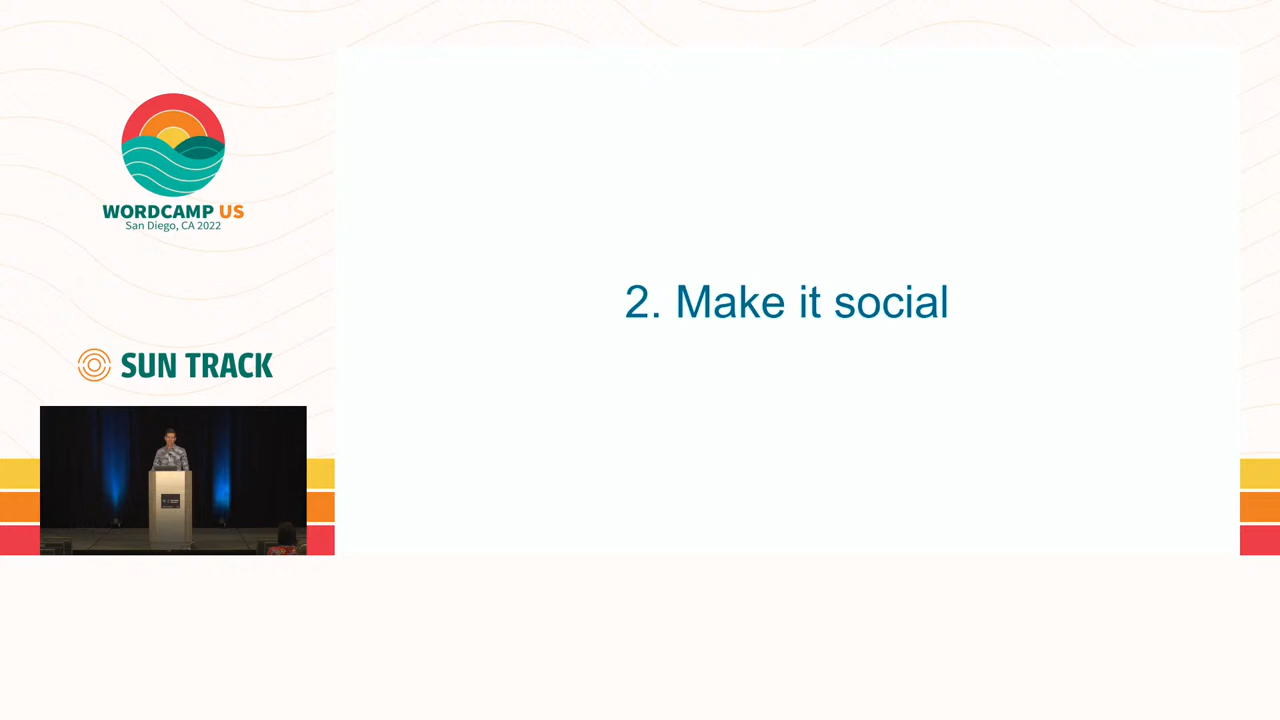 WORDCAMP US
San Diego, CA 2022
SUN TRACK
2. Make it social